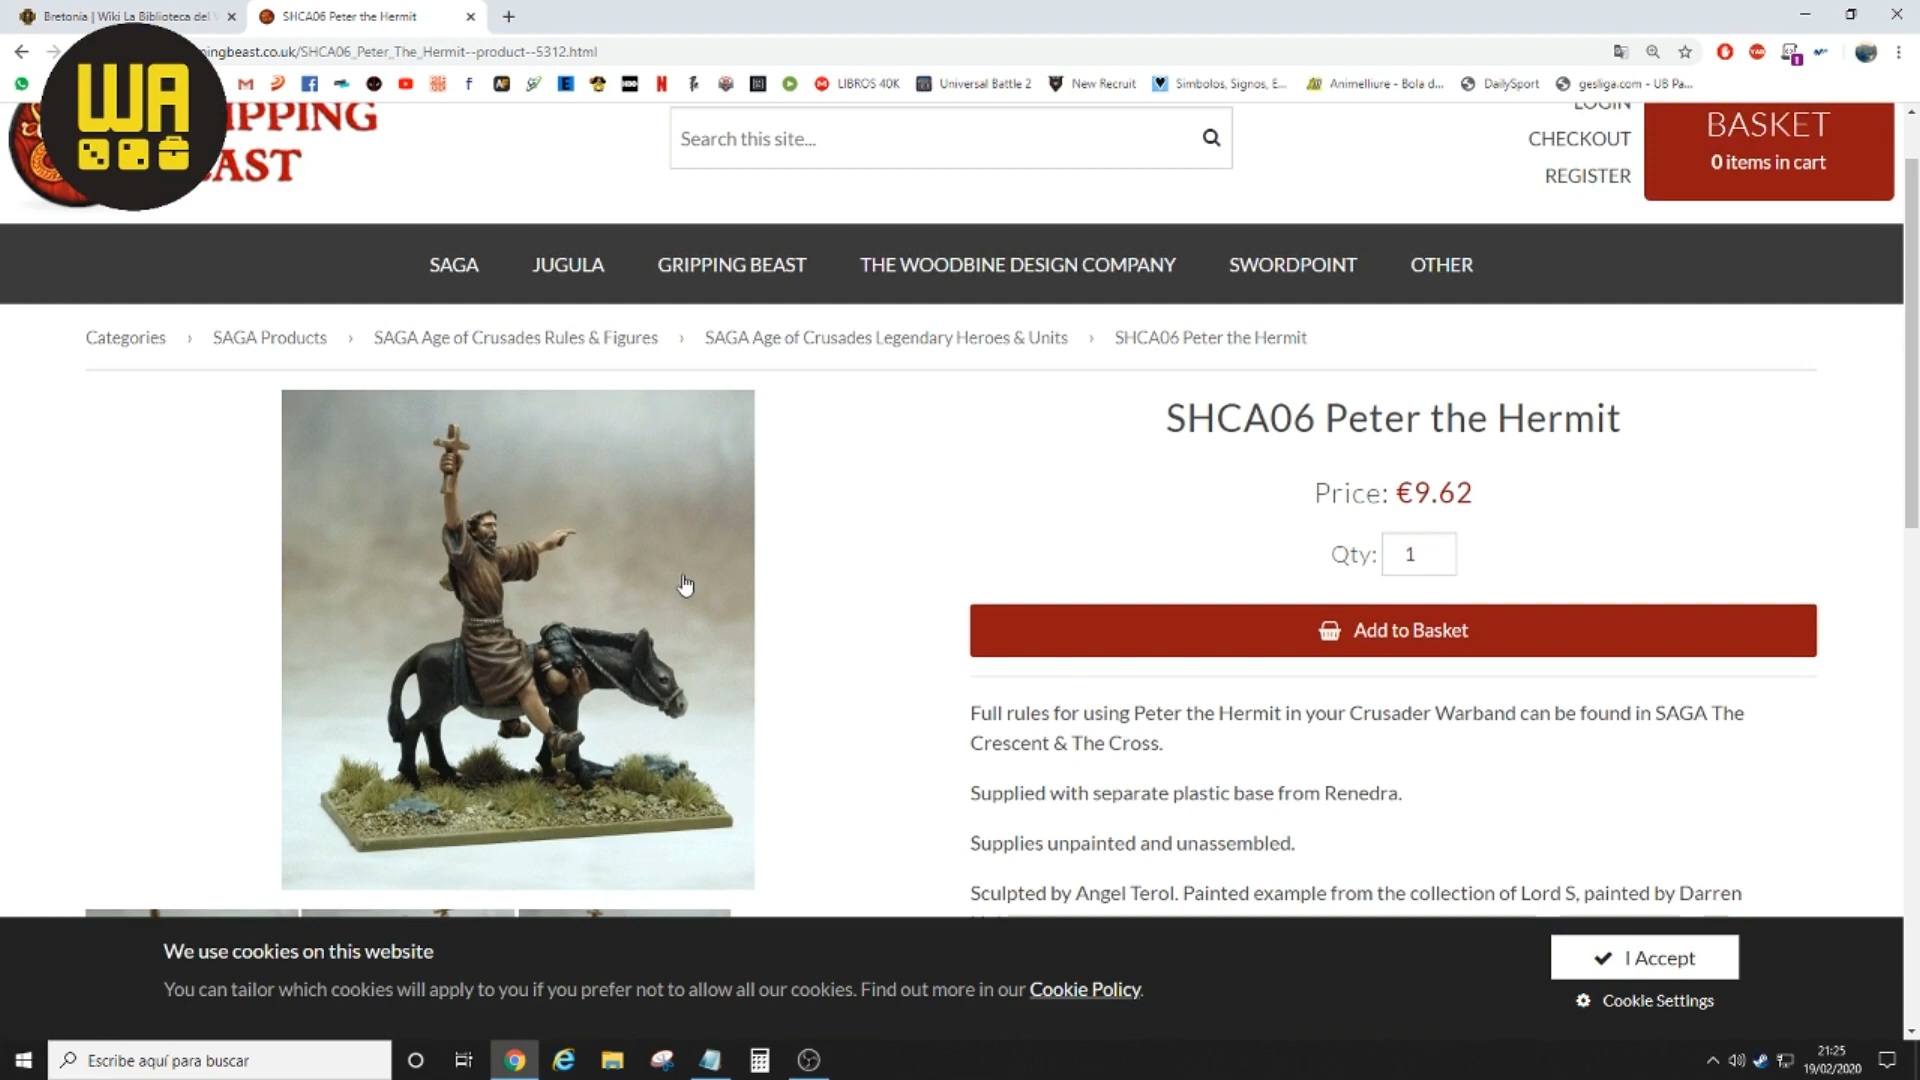 Bretonia | Wiki La Biblioteca del
SHCA06 Peter the Hermit
ingbeast.co.uk/SHCA06_Peter_The_Hermit--product--5312.html
LIBROS 40K
Universal Battle 2
New Recruit
Simbolos, Signos, E...
Animelliure - Bola d...
DailySport
gesliga.com - UB Pa...
WA
IPPING
EAST
Search this site...
LOGIN
CHECKOUT
REGISTER
BASKET
0 items in cart
SAGA
JUGULA
GRIPPING BEAST
THE WOODBINE DESIGN COMPANY
SWORDPOINT
OTHER
Categories › SAGA Products › SAGA Age of Crusades Rules & Figures › SAGA Age of Crusades Legendary Heroes & Units › SHCA06 Peter the Hermit
SHCA06 Peter the Hermit
Price: €9.62
Qty: 1
Add to Basket
Full rules for using Peter the Hermit in your Crusader Warband can be found in SAGA The
Crescent & The Cross.
Supplied with separate plastic base from Renedra.
Supplies unpainted and unassembled.
Sculpted by Angel Terol. Painted example from the collection of Lord S, painted by Darren
We use cookies on this website
You can tailor which cookies will apply to you if you prefer not to allow all our cookies. Find out more in our Cookie Policy.
I Accept
Cookie Settings
Escribe aquí para buscar
21:25
19/02/2020